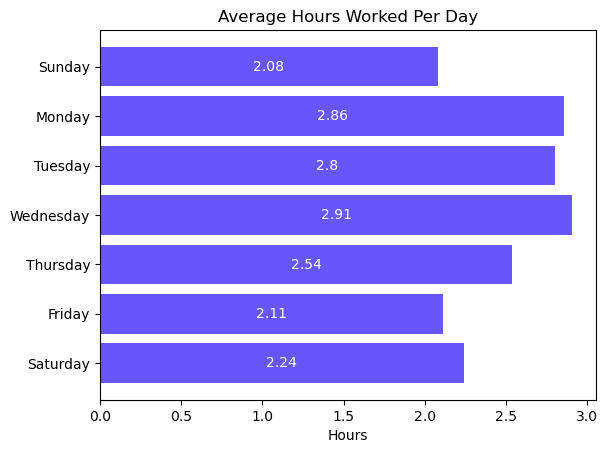 Average Hours Worked Per Day
Sunday 2.08
Monday 2.86
Tuesday 2.8
Wednesday 2.91
Thursday 2.54
Friday 2.11
Saturday 2.24
0.0 0.5 1.0 1.5 2.0 2.5 3.0
Hours